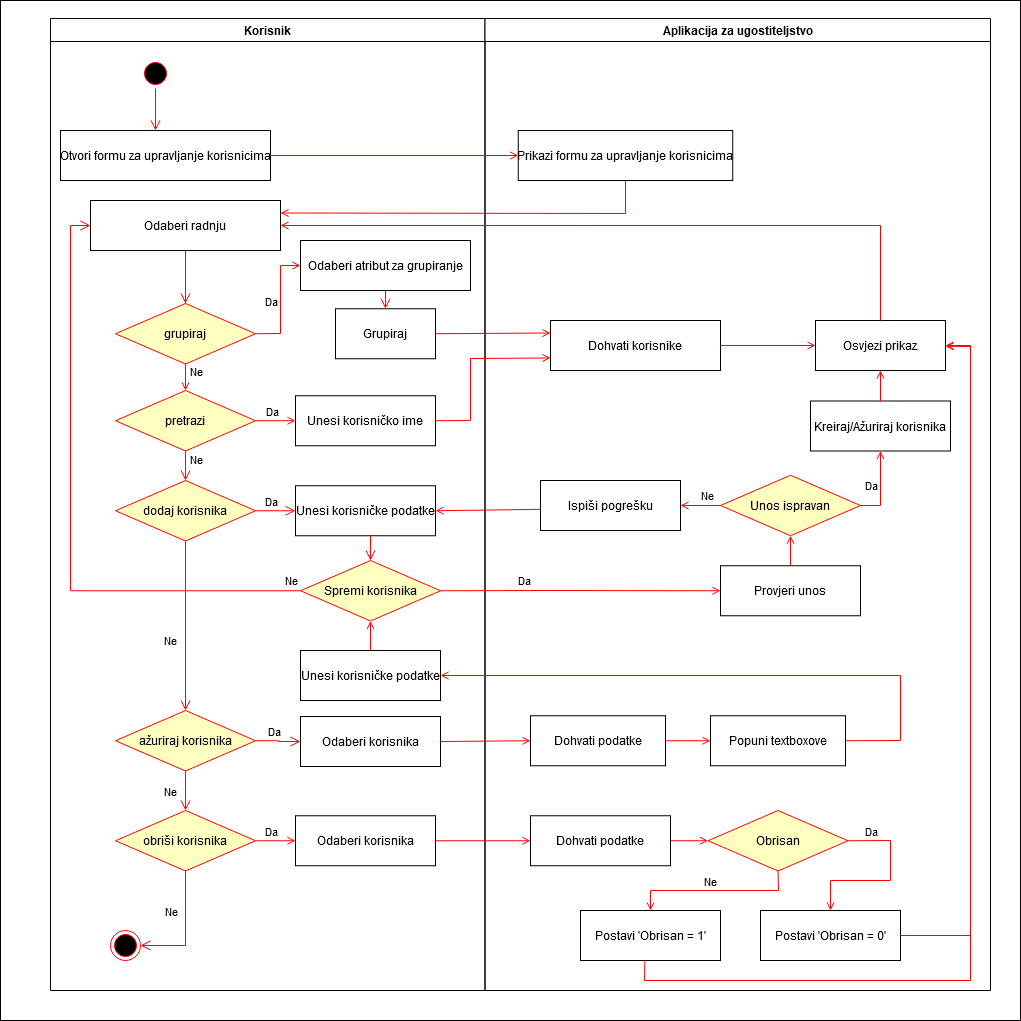 Korisnik
Aplikacija za ugostiteljstvo
Otvori formu za upravljanje korisnicima
Prikazi formu za upravljanje korisnicima
Odaberi radnju
Odaberi atribut za grupiranje
Da
grupiraj
Grupiraj
Dohvati korisnike
Osvjezi prikaz
Ne
pretrazi
Da
Unesi korisničko ime
Kreiraj/Ažuriraj korisnika
Ne
dodaj korisnika
Da
Unesi korisničke podatke
Ispiši pogrešku
Ne
Unos ispravan
Da
Ne
Spremi korisnika
Da
Provjeri unos
Ne
Unesi korisničke podatke
ažuriraj korisnika
Da
Odaberi korisnika
Dohvati podatke
Popuni textboxove
Ne
obriši korisnika
Da
Odaberi korisnika
Dohvati podatke
Obrisan
Da
Ne
Ne
Postavi 'Obrisan = 1'
Postavi 'Obrisan = 0'